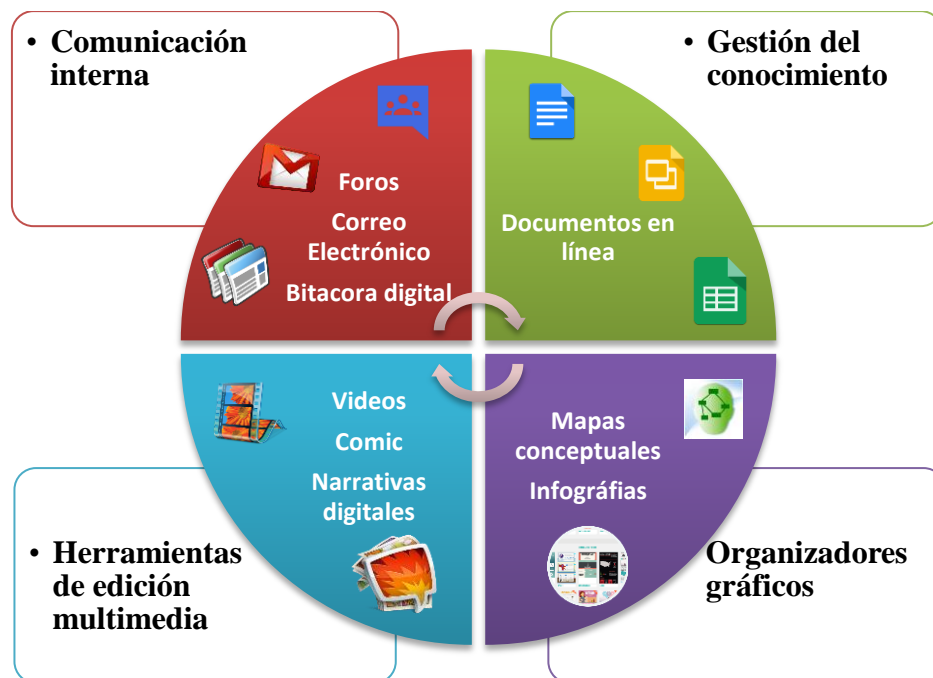 • Comunicación
interna
• Gestión del
conocimiento
Foros
Correo
Electrónico
Bitacora digital
Documentos en
línea
Videos
Comic
Narrativas
digitales
Mapas
conceptuales
Infográfias
• Herramientas
de edición
multimedia
Organizadores
gráficos